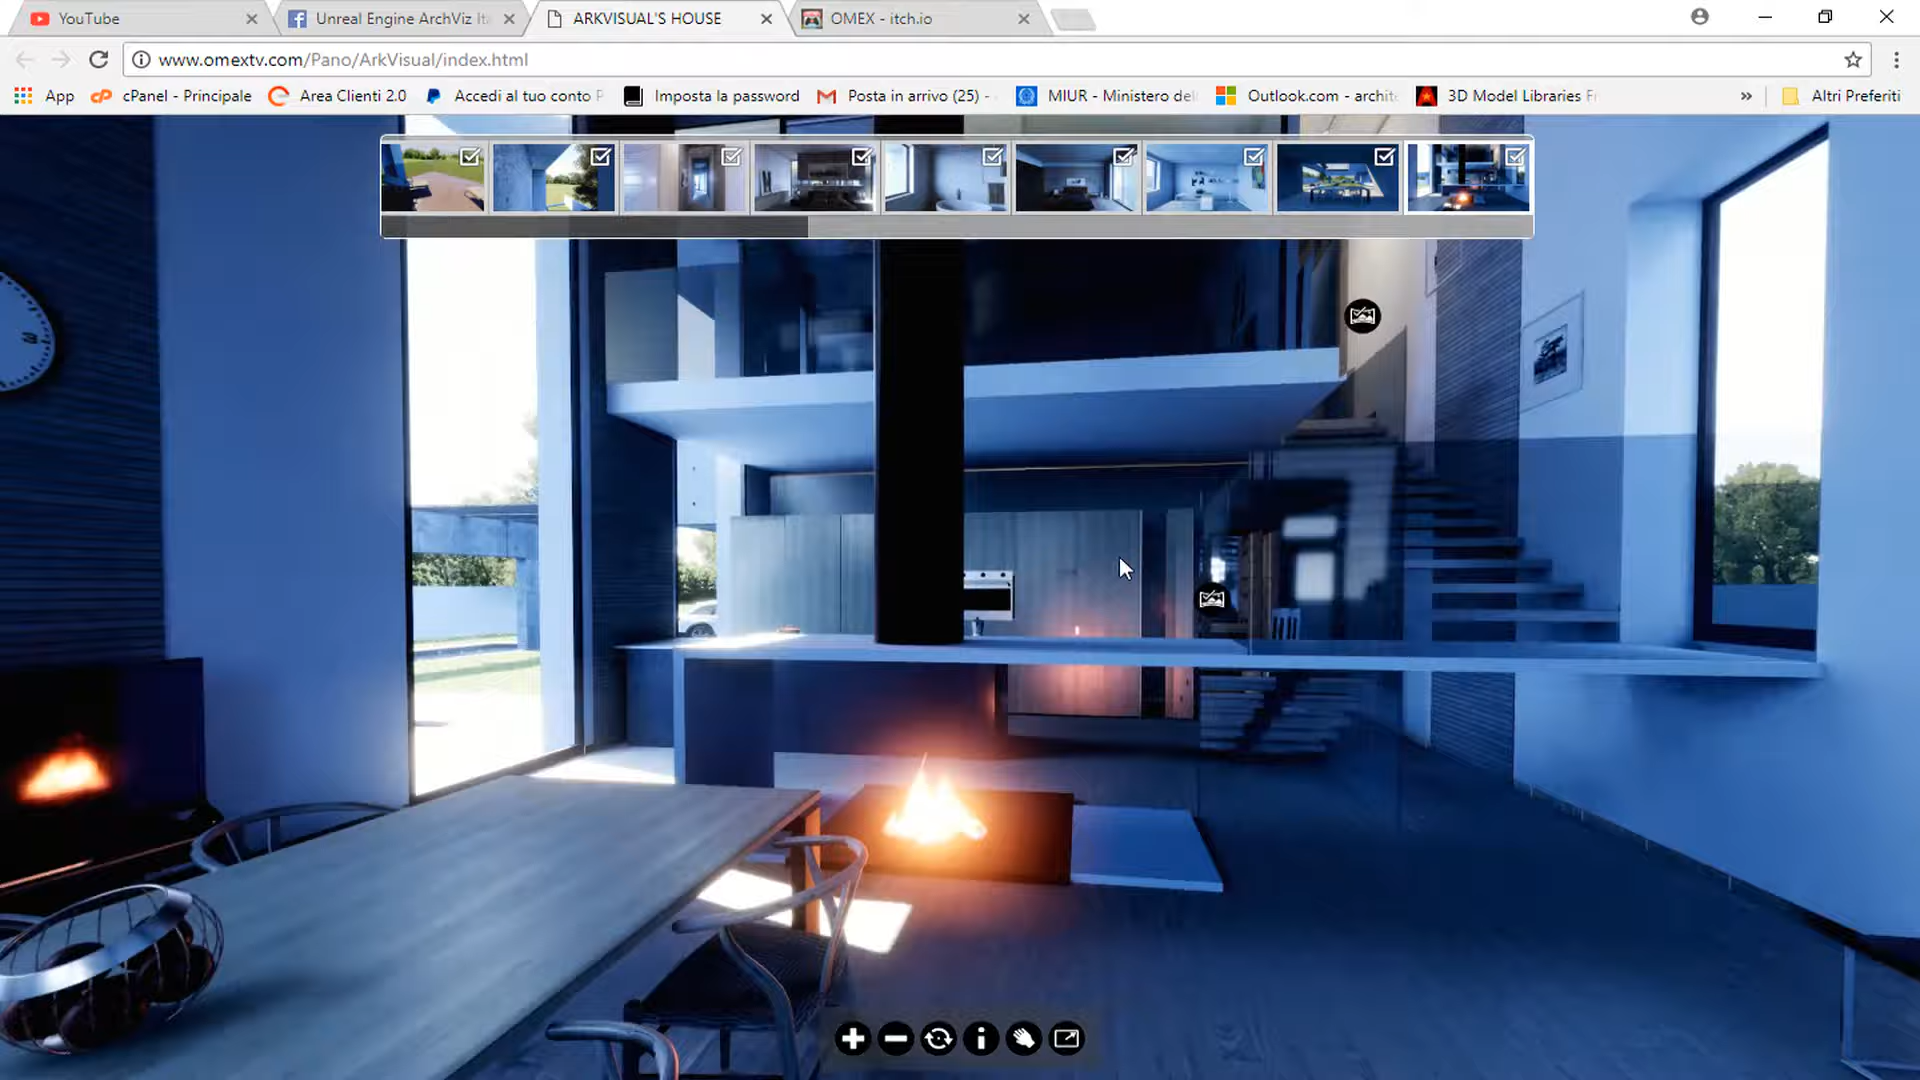 YouTube
Unreal Engine ArchViz It
ARKVISUAL'S HOUSE
OMEX - itch.io
www.omextv.com/Pano/ArkVisual/index.html
App
cPanel - Principale
Area Clienti 2.0
Accedi al tuo conto P
Imposta la password
Posta in arrivo (25) -
MIUR - Ministero del
Outlook.com - archit
3D Model Libraries Fr
»
Altri Preferiti